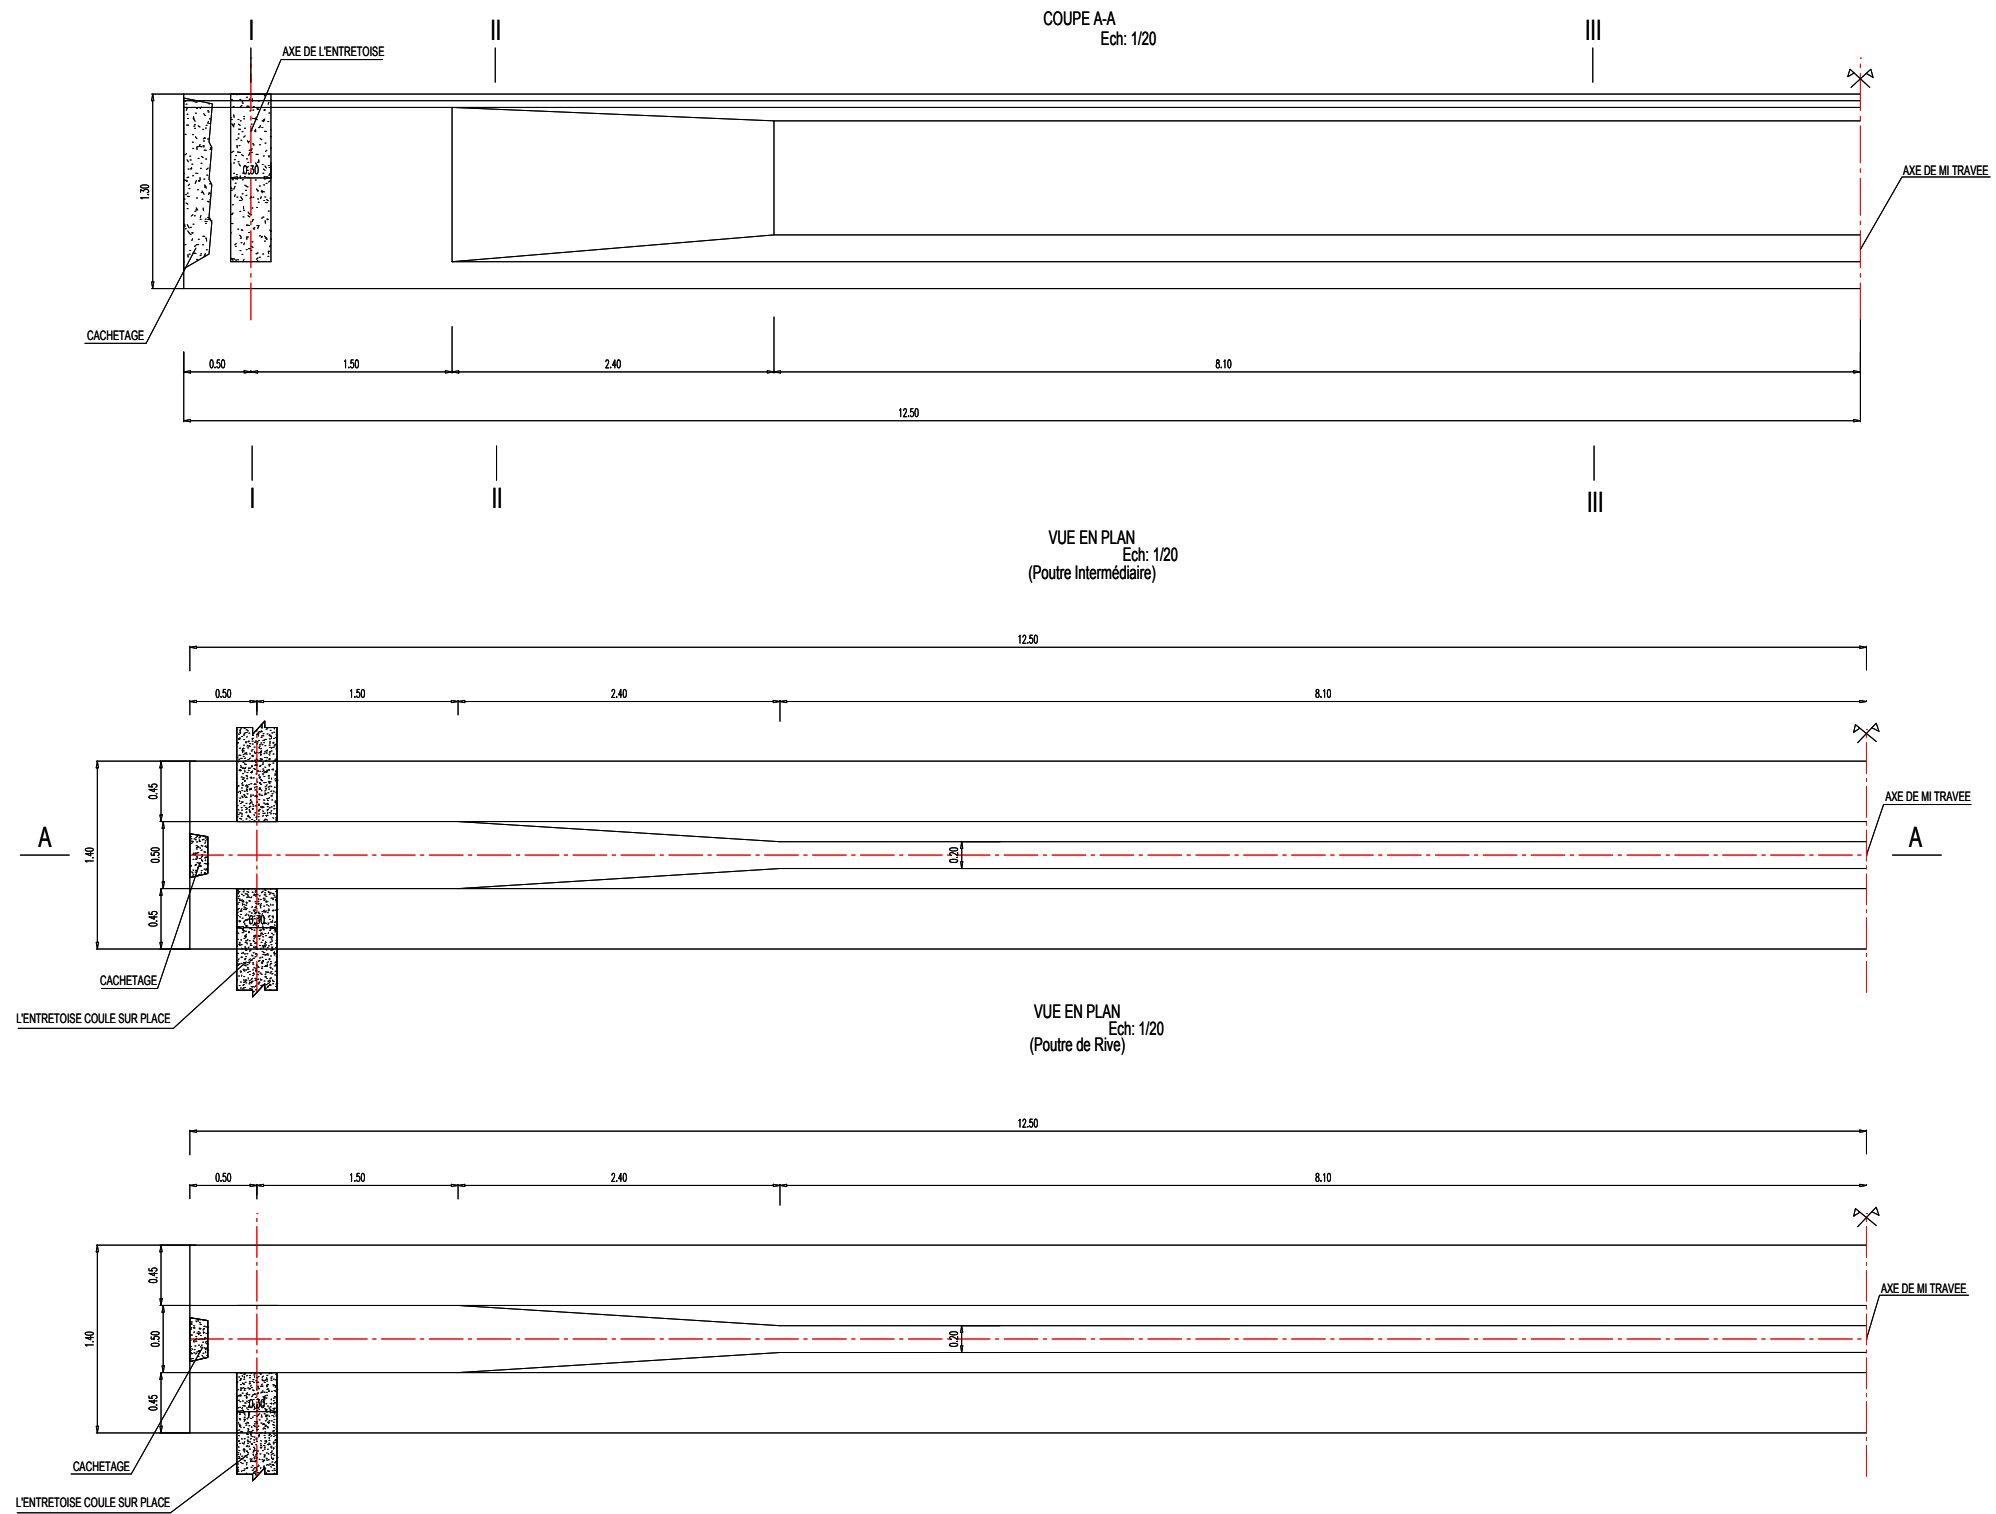 I
II
COUPE A-A
Ech: 1/20
III
AXE DE L'ENTRETOISE
0.30
1.30
AXE DE MI TRAVEE
CACHETAGE
0.50
1.50
2.40
8.10
12.50
I
II
III
VUE EN PLAN
Ech: 1/20
(Poutre Intermédiaire)
12.50
0.50
1.50
2.40
8.10
0.45
AXE DE MI TRAVEE
A
1.40
0.50
0.20
A
0.45
0.30
CACHETAGE
L'ENTRETOISE COULE SUR PLACE
VUE EN PLAN
Ech: 1/20
(Poutre de Rive)
12.50
0.50
1.50
2.40
8.10
0.45
AXE DE MI TRAVEE
1.40
0.50
0.20
0.45
0.30
CACHETAGE
L'ENTRETOISE COULE SUR PLACE